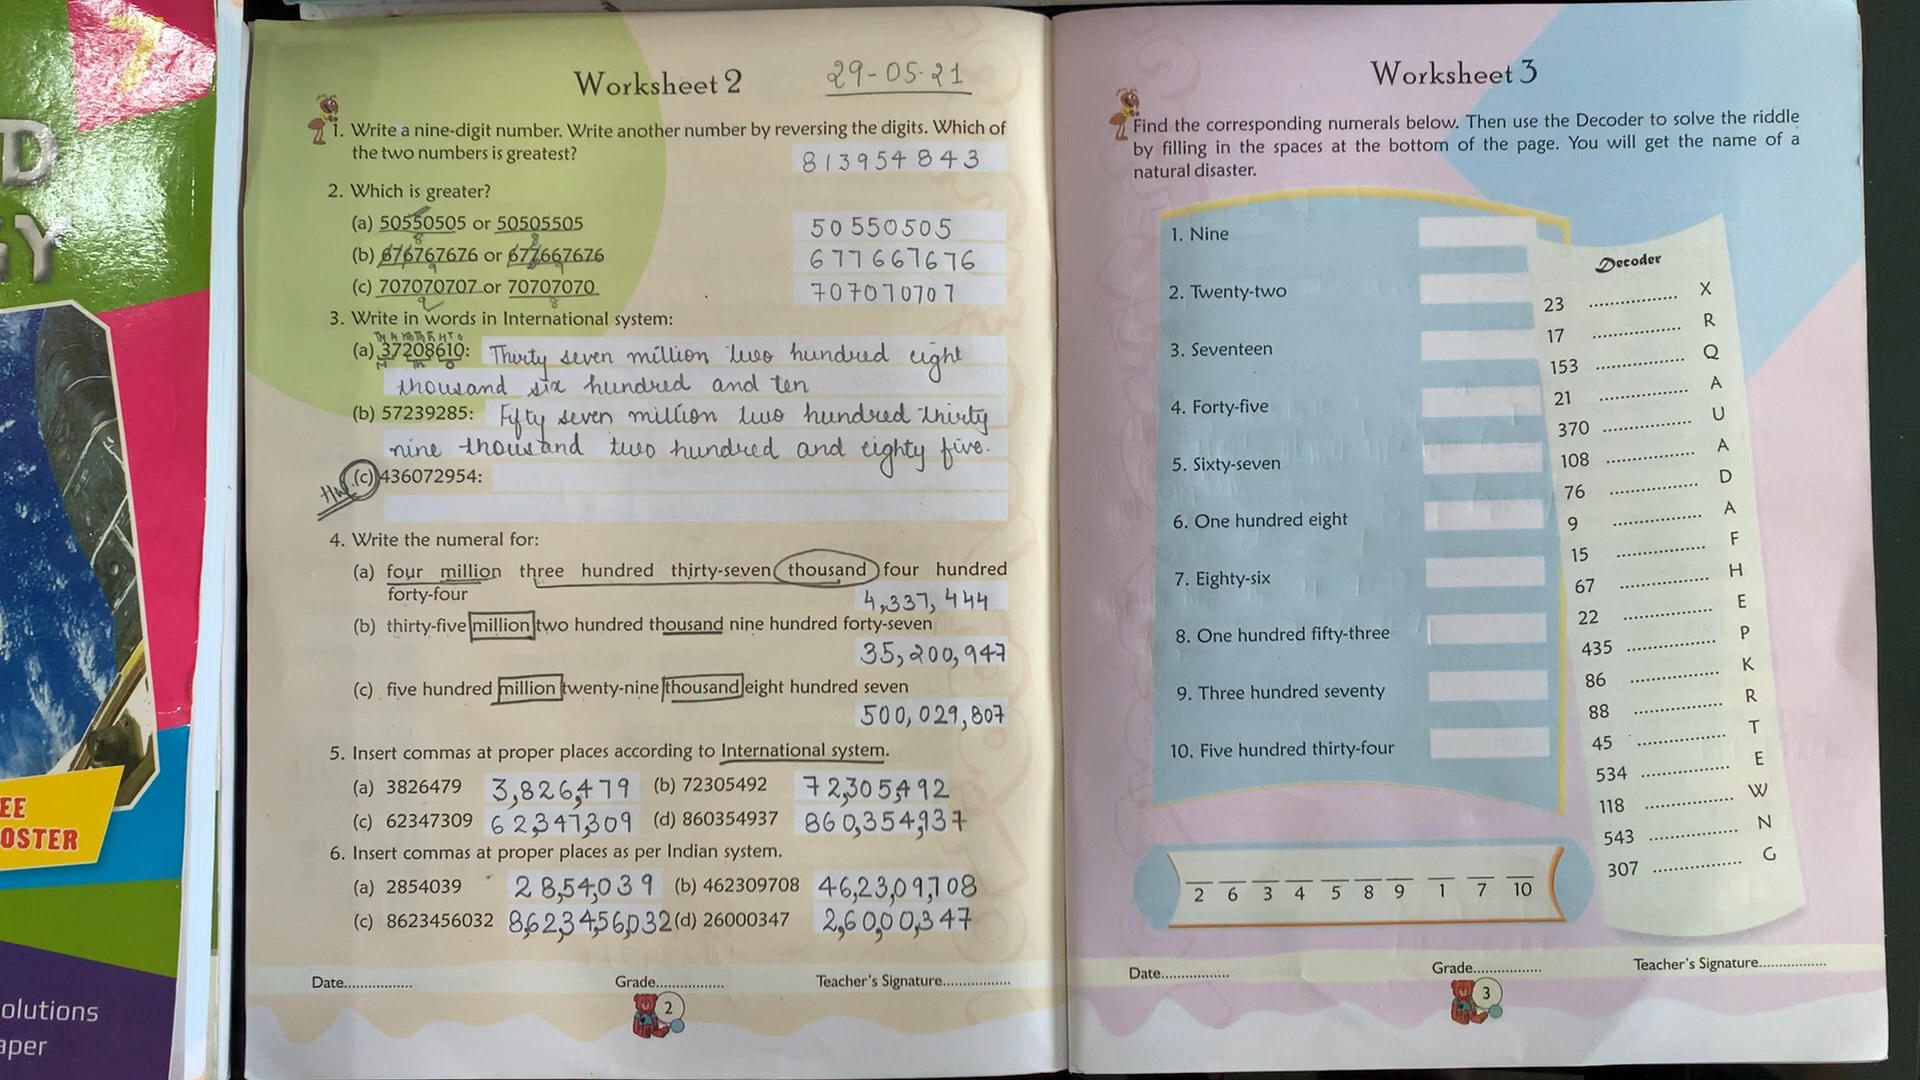 7
D
GY
EE
OSTER
olutions
aper
Worksheet 2
29-05-21
1. Write a nine-digit number. Write another number by reversing the digits. Which of
the two numbers is greatest?
813954843
2. Which is greater?
(a) 50550505 or 50505505
50550505
(b) 676767676 or 677667676
677667676
(c) 707070707 or 70707070
707070707
3. Write in words in International system:
(a) 37208610: Thirty seven million two hundred eight
thousand six hundred and ten
(b) 57239285: Fifty seven million two hundred thirty
nine thousand two hundred and eighty five.
HW (c) 436072954:
4. Write the numeral for:
(a) four million three hundred thirty-seven thousand four hundred
forty-four
4,337,444
(b) thirty-five million two hundred thousand nine hundred forty-seven
35,200,947
(c) five hundred million twenty-nine thousand eight hundred seven
500,029,807
5. Insert commas at proper places according to International system.
(a) 3826479 3,826,479 (b) 72305492 72,305,492
(c) 62347309 62,347,309 (d) 860354937 860,354,937
6. Insert commas at proper places as per Indian system.
(a) 2854039 28,54,039 (b) 462309708 46,23,09,708
(c) 8623456032 8,62,34,56,032 (d) 26000347 2,60,00,347
Date................ Grade................ Teacher's Signature................
2
Worksheet 3
Find the corresponding numerals below. Then use the Decoder to solve the riddle
by filling in the spaces at the bottom of the page. You will get the name of a
natural disaster.
1. Nine
2. Twenty-two
3. Seventeen
4. Forty-five
5. Sixty-seven
6. One hundred eight
7. Eighty-six
8. One hundred fifty-three
9. Three hundred seventy
10. Five hundred thirty-four
Decoder
23 ................ X
17 ................ R
153 ................ Q
21 ................ A
370 ................ U
108 ................ A
76 ................ D
9 ................ A
15 ................ F
67 ................ H
22 ................ E
435 ................ P
86 ................ K
88 ................ R
45 ................ T
534 ................ E
118 ................ W
543 ................ N
307 ................ G
2 6 3 4 5 8 9 1 7 10
Date................ Grade................ Teacher's Signature................
3